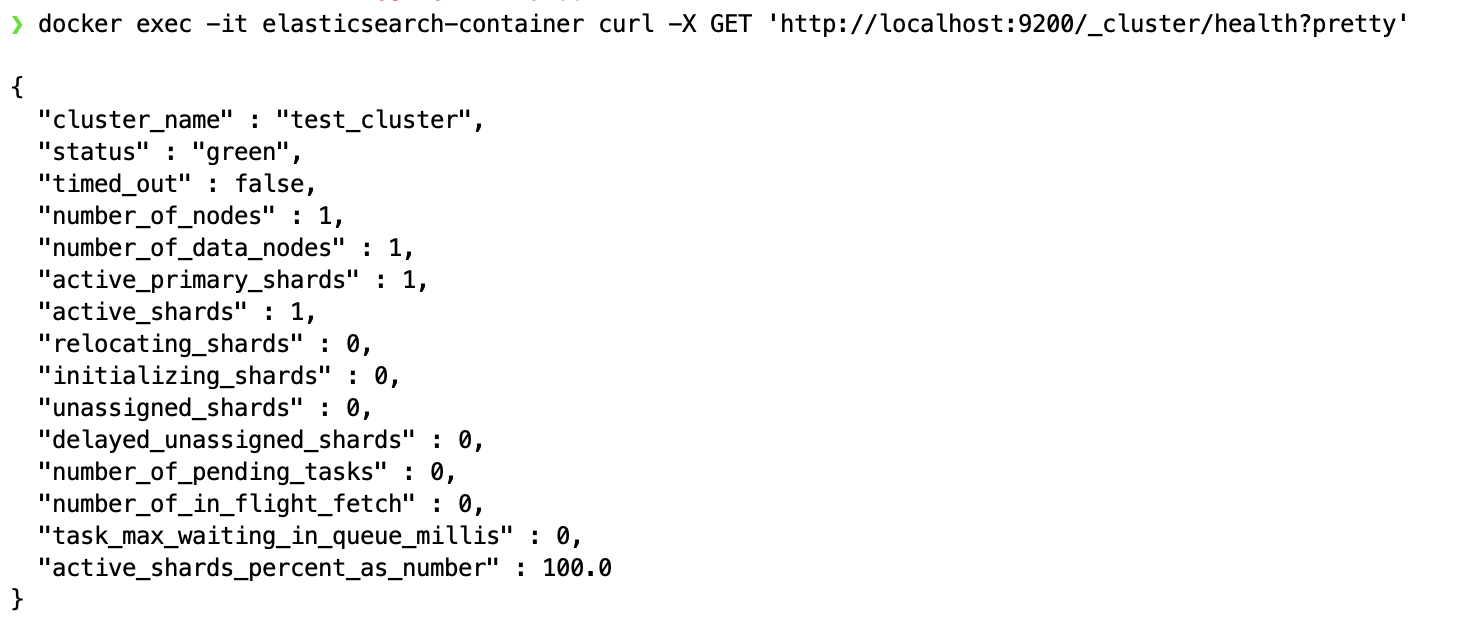 ❯ docker exec -it elasticsearch-container curl -X GET 'http://localhost:9200/_cluster/health?pretty'
{
  "cluster_name" : "test_cluster",
  "status" : "green",
  "timed_out" : false,
  "number_of_nodes" : 1,
  "number_of_data_nodes" : 1,
  "active_primary_shards" : 1,
  "active_shards" : 1,
  "relocating_shards" : 0,
  "initializing_shards" : 0,
  "unassigned_shards" : 0,
  "delayed_unassigned_shards" : 0,
  "number_of_pending_tasks" : 0,
  "number_of_in_flight_fetch" : 0,
  "task_max_waiting_in_queue_millis" : 0,
  "active_shards_percent_as_number" : 100.0
}